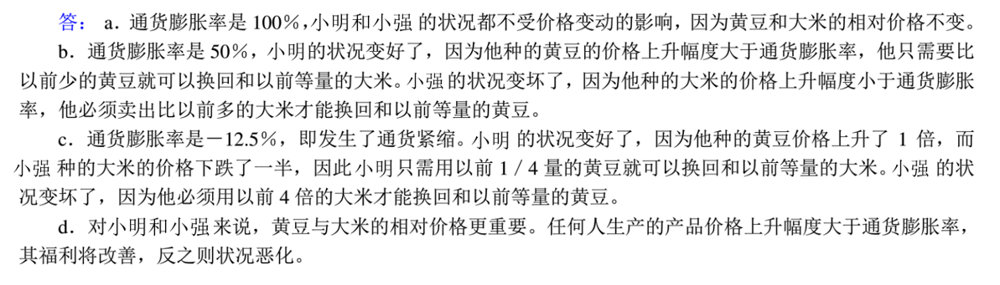 答： a．通货膨胀率是 100％，小明和小强 的状况都不受价格变动的影响，因为黄豆和大米的相对价格不变。
b．通货膨胀率是 50％，小明的状况变好了，因为他种的黄豆的价格上升幅度大于通货膨胀率，他只需要比
以前少的黄豆就可以换回和以前等量的大米。小强 的状况变坏了，因为他种的大米的价格上升幅度小于通货膨胀
率，他必须卖出比以前多的大米才能换回和以前等量的黄豆。
c．通货膨胀率是－12.5％，即发生了通货紧缩。小明 的状况变好了，因为他种的黄豆价格上升了 1 倍，而
小强 种的大米的价格下跌了一半，因此 小明 只需用以前 1／4 量的黄豆就可以换回和以前等量的大米。小强 的状
况变坏了，因为他必须用以前 4 倍的大米才能换回和以前等量的黄豆。
d．对小明和小强 来说，黄豆与大米的相对价格更重要。任何人生产的产品价格上升幅度大于通货膨胀率，
其福利将改善，反之则状况恶化。